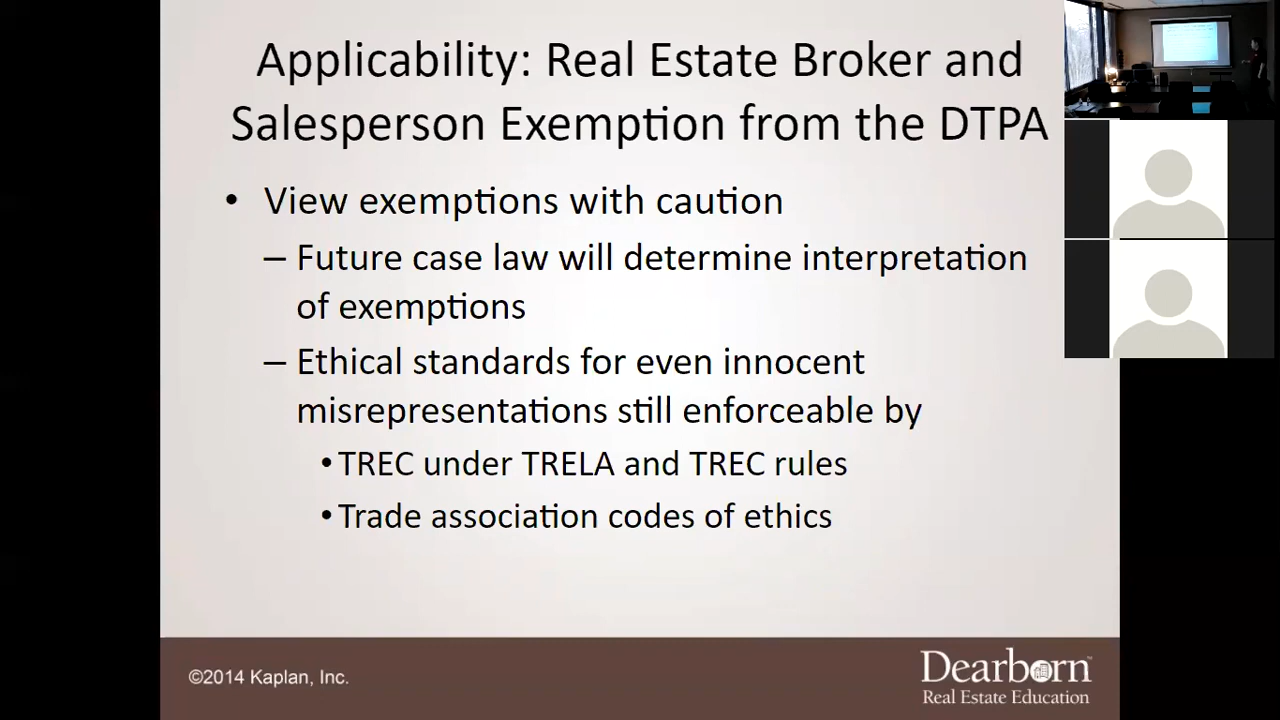 Applicability: Real Estate Broker and
Salesperson Exemption from the DTPA
• View exemptions with caution
– Future case law will determine interpretation
of exemptions
– Ethical standards for even innocent
misrepresentations still enforceable by
• TREC under TRELA and TREC rules
• Trade association codes of ethics
©2014 Kaplan, Inc.
Dearborn™
Real Estate Education